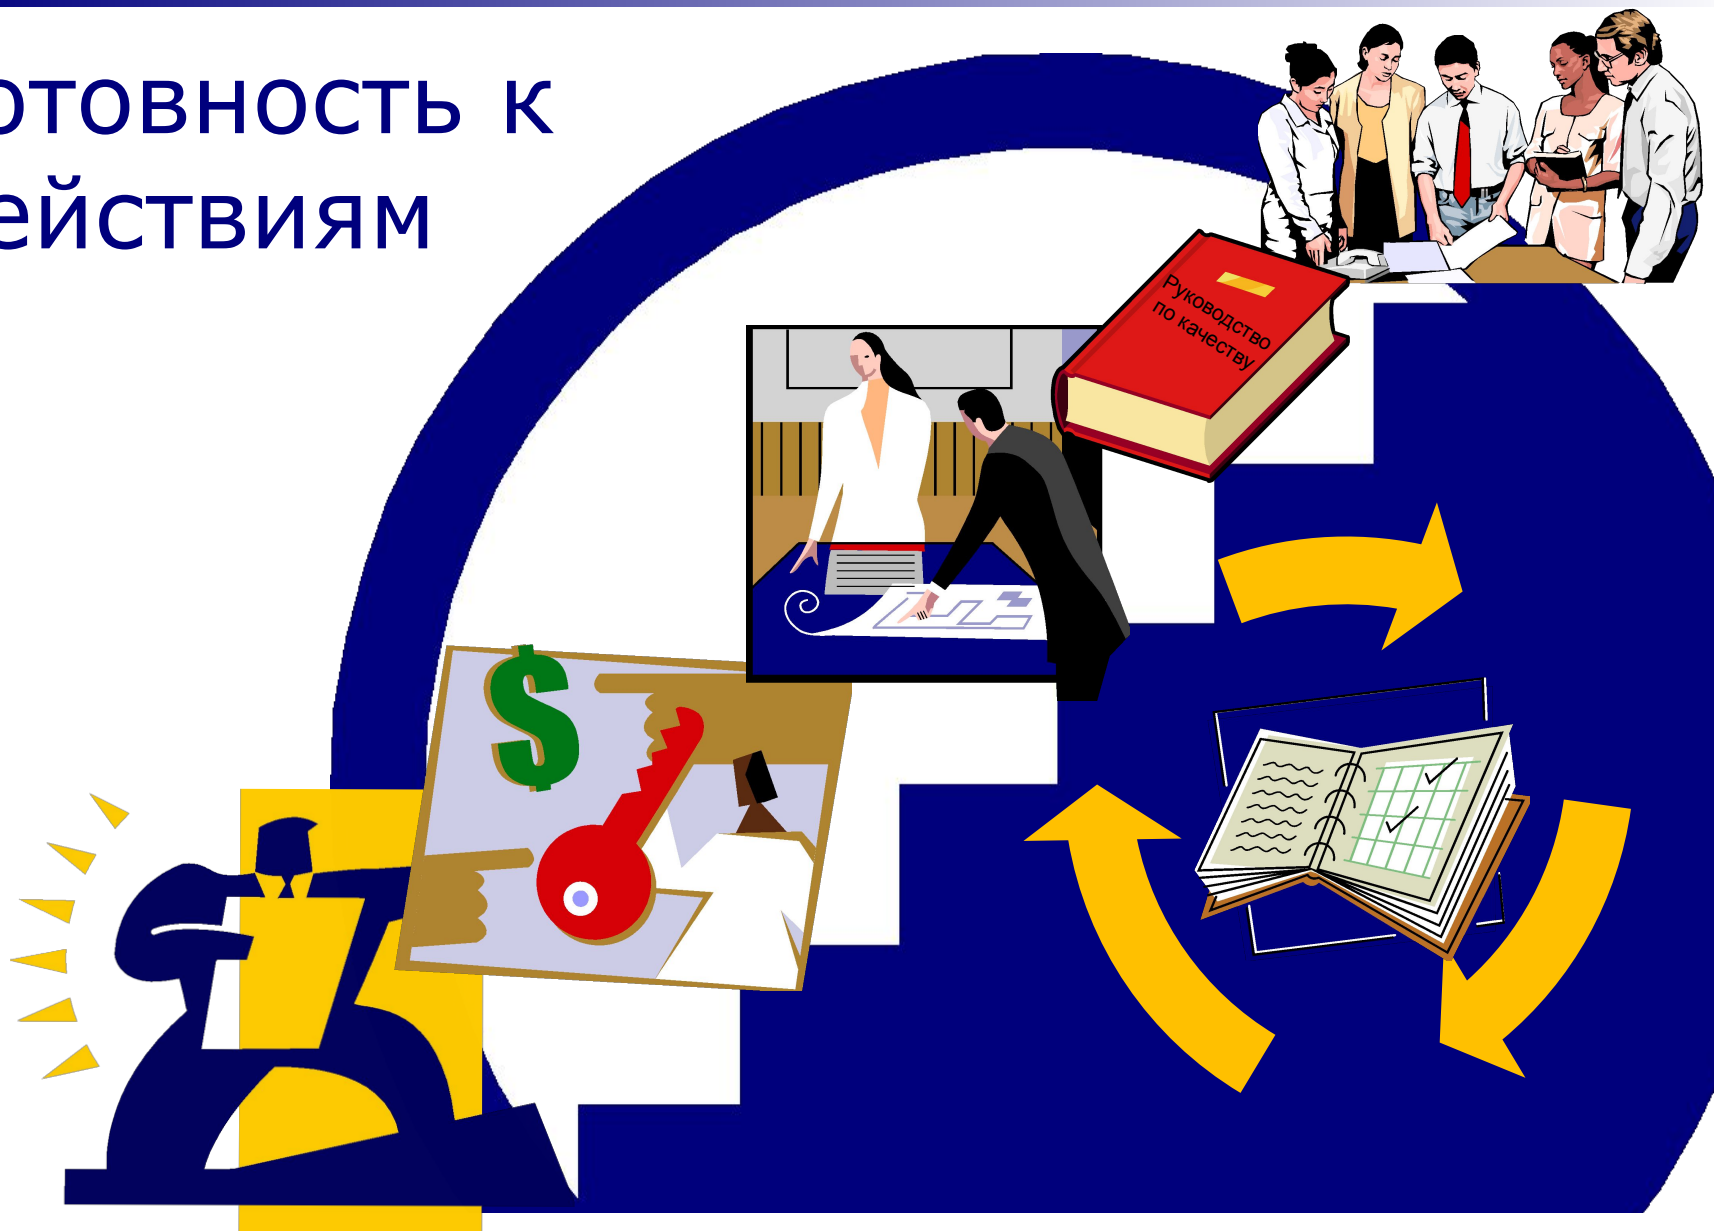 отовность к
ействиям
Руководство
по качеству